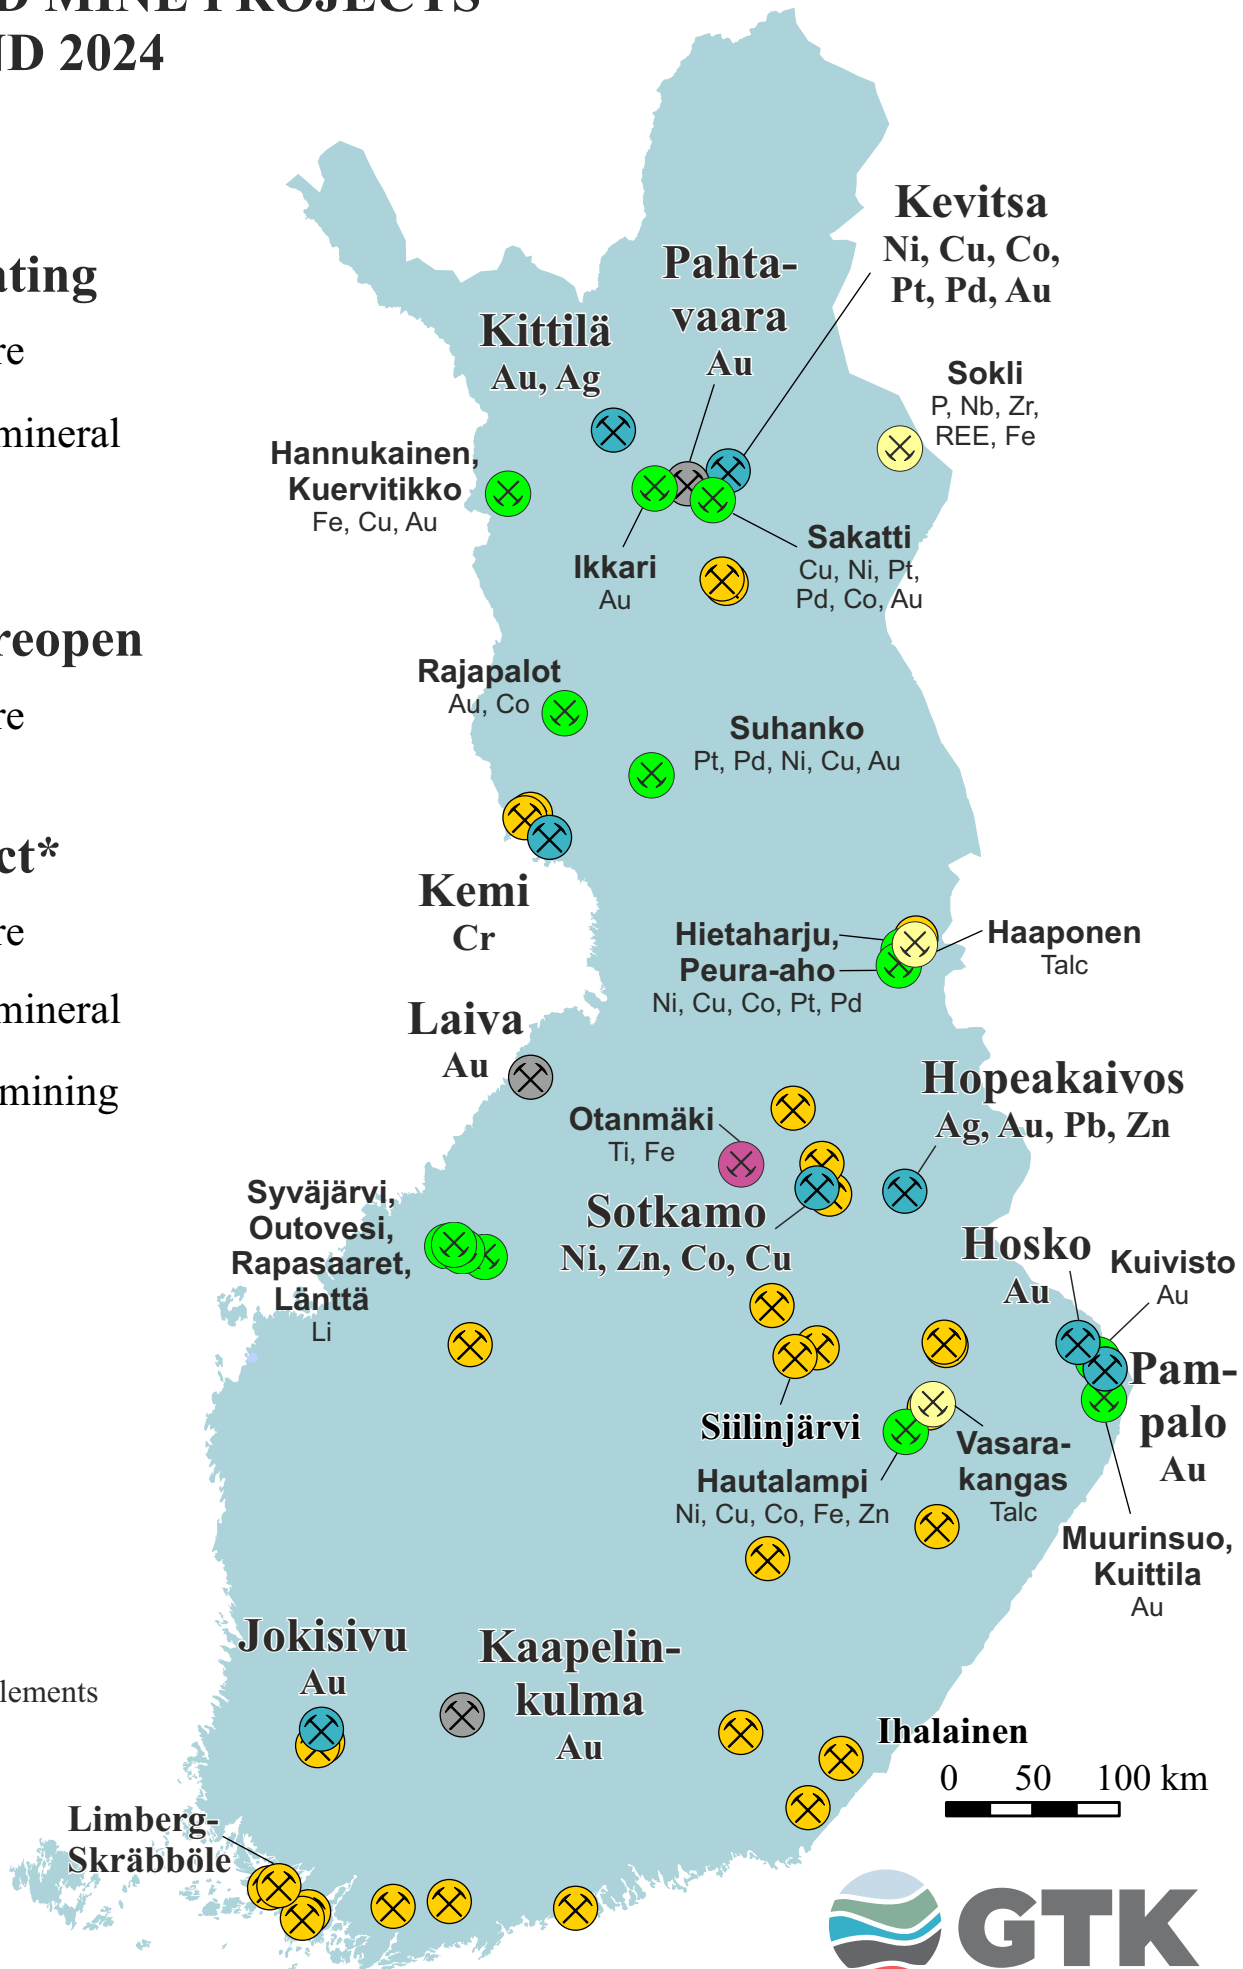 D MINE PROJECTS
ND 2024
ating
re
mineral
reopen
re
ct*
re
mineral
mining
lements
Kevitsa
Ni, Cu, Co,
Pt, Pd, Au
Pahta-
vaara
Au
Kittilä
Au, Ag
Sokli
P, Nb, Zr,
REE, Fe
Hannukainen,
Kuervitikko
Fe, Cu, Au
Ikkari
Au
Sakatti
Cu, Ni, Pt,
Pd, Co, Au
Rajapalot
Au, Co
Suhanko
Pt, Pd, Ni, Cu, Au
Kemi
Cr
Hietaharju,
Peura-aho
Ni, Cu, Co, Pt, Pd
Haaponen
Talc
Laiva
Au
Otanmäki
Ti, Fe
Hopeakaivos
Ag, Au, Pb, Zn
Syväjärvi,
Outovesi,
Rapasaaret,
Länttä
Li
Sotkamo
Ni, Zn, Co, Cu
Hosko
Au
Kuivisto
Au
Pam-
palo
Au
Siilinjärvi
Vasara-
kangas
Talc
Hautalampi
Ni, Cu, Co, Fe, Zn
Muurinsuo,
Kuittila
Au
Jokisivu
Au
Kaapelin-
kulma
Au
Ihalainen
0 50 100 km
Limberg-
Skräbböle
GTK